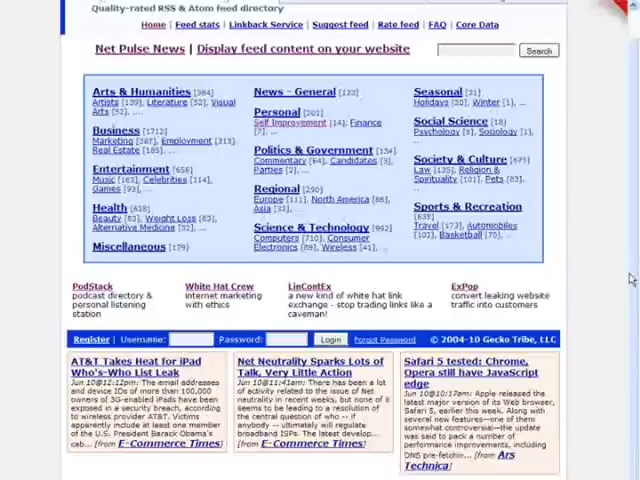 Quality-rated RSS & Atom feed directory
Home | Feed stats | Linkback Service | Suggest feed | Rate feed | FAQ | Core Data
Net Pulse News | Display feed content on your website
Search
Arts & Humanities [364]
Artists [139], Literature [52], Visual
Arts [52], ...
Business [1712]
Marketing [387], Employment [313],
Real Estate [185], ...
Entertainment [656]
Music [163], Celebrities [114],
Games [93], ...
Health [628]
Beauty [83], Weight Loss [83],
Alternative Medicine [52], ...
Miscellaneous [179]
News - General [123]
Personal [202]
Self Improvement [14], Finance
[7], ...
Politics & Government [134]
Commentary [64], Candidates [3],
Parties [2], ...
Regional [290]
Europe [111], North America [86],
Asia [32], ...
Science & Technology [992]
Computers [710], Consumer
Electronics [89], Wireless [41], ...
Seasonal [21]
Holidays [20], Winter [1], ...
Social Science [18]
Psychology [8], Sociology [1],
...
Society & Culture [675]
Law [135], Religion &
Spirituality [101], Pets [83],
...
Sports & Recreation
[635]
Travel [173], Automobiles
[102], Basketball [70], ...
PodStack
podcast directory &
personal listening
station
White Hat Crew
internet marketing
with ethics
LinContEx
a new kind of white hat link
exchange - stop trading links like a
caveman!
ExPop
convert leaking website
traffic into customers
Register | Username: Password: Login Forgot Password © 2004-10 Gecko Tribe, LLC
AT&T Takes Heat for iPad
Who's-Who List Leak
Jun 10@12:12pm: The email addresses
and device IDs of more than 100,000
owners of 3G-enabled iPads have been
exposed in a security breach, according
to wireless provider AT&T. Victims
apparently include at least one member
of the U.S. President Barack Obama's
cab... [from E-Commerce Times]
Net Neutrality Sparks Lots of
Talk, Very Little Action
Jun 10@11:41am: There has been a lot
of activity related to the issue of Net
neutrality in recent weeks, but none of it
seems to be leading to a resolution of
the central question of who -- if
anybody -- ultimately will regulate
broadband ISPs. The latest develop...
[from E-Commerce Times]
Safari 5 tested: Chrome,
Opera still have JavaScript
edge
Jun 10@10:17am: Apple released the
latest major version of its Web browser,
Safari 5, earlier this week. Along with
several new features—one of them
somewhat controversial—the update
was said to pack a number of
performance improvements, including
DNS pre-fetchin... [from Ars
Technica]